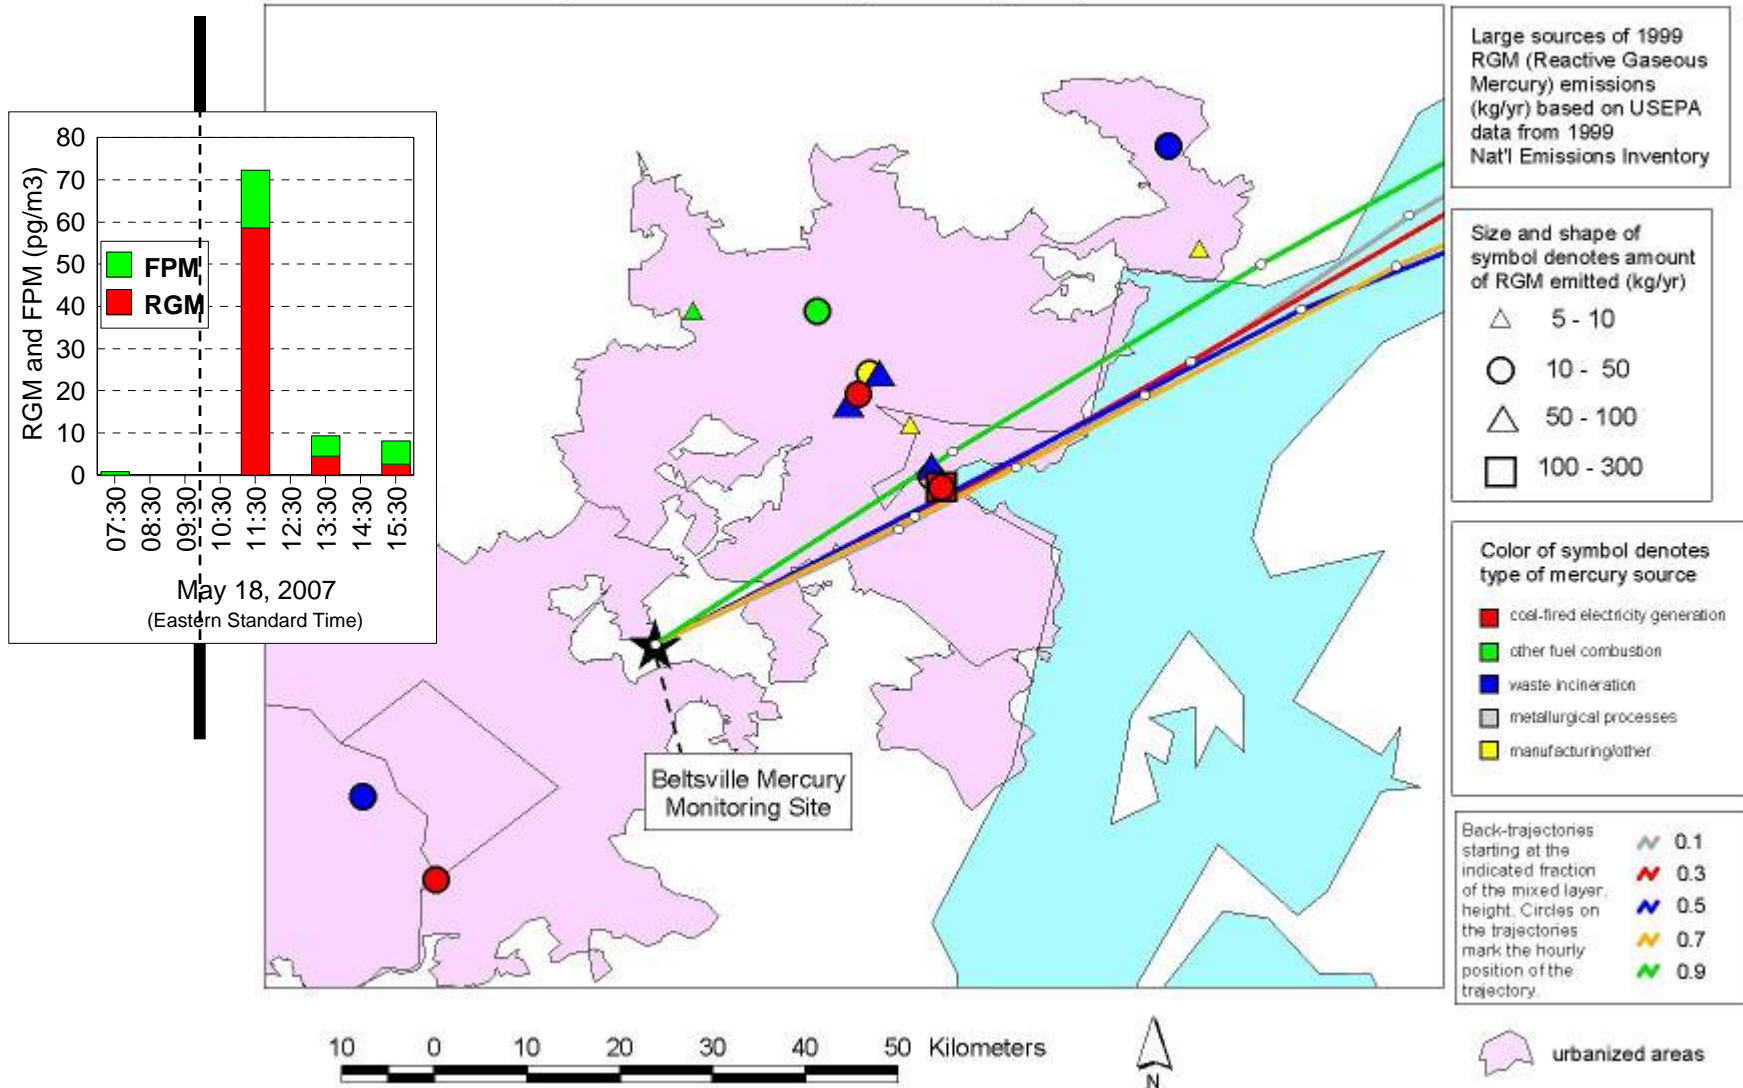 80
70
60
50
40
30
20
10
0
RGM and FPM (pg/m3)
FPM
RGM
07:30
08:30
09:30
10:30
11:30
12:30
13:30
14:30
15:30
May 18, 2007
(Eastern Standard Time)
Beltsville Mercury
Monitoring Site
10 0 10 20 30 40 50 Kilometers
N
Large sources of 1999
RGM (Reactive Gaseous
Mercury) emissions
(kg/yr) based on USEPA
data from 1999
Nat'l Emissions Inventory
Size and shape of
symbol denotes amount
of RGM emitted (kg/yr)
5 - 10
10 - 50
50 - 100
100 - 300
Color of symbol denotes
type of mercury source
coal-fired electricity generation
other fuel combustion
waste incineration
metallurgical processes
manufacturing/other
Back-trajectories
starting at the
indicated fraction
of the mixed layer.
height. Circles on
the trajectories
mark the hourly
position of the
trajectory.
0.1
0.3
0.5
0.7
0.9
urbanized areas